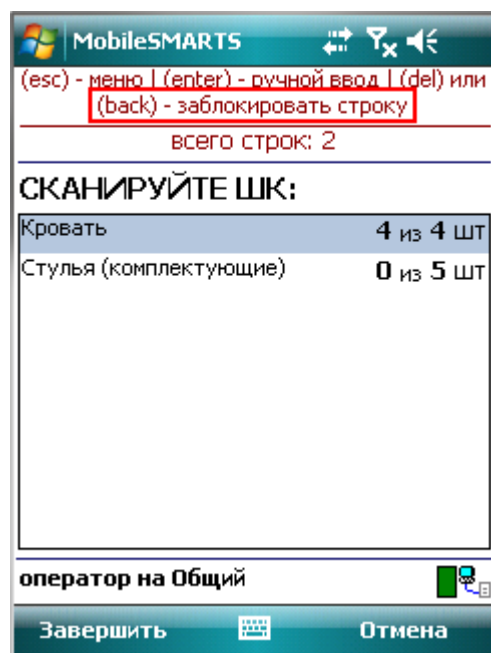 MobileSMARTS
(esc) - меню | (enter) - ручной ввод | (del) или
(back) - заблокировать строку
всего строк: 2
СКАНИРУЙТЕ ШК:
Кровать 4 из 4 шт
Стулья (комплектующие) 0 из 5 шт
оператор на Общий
Завершить Отмена